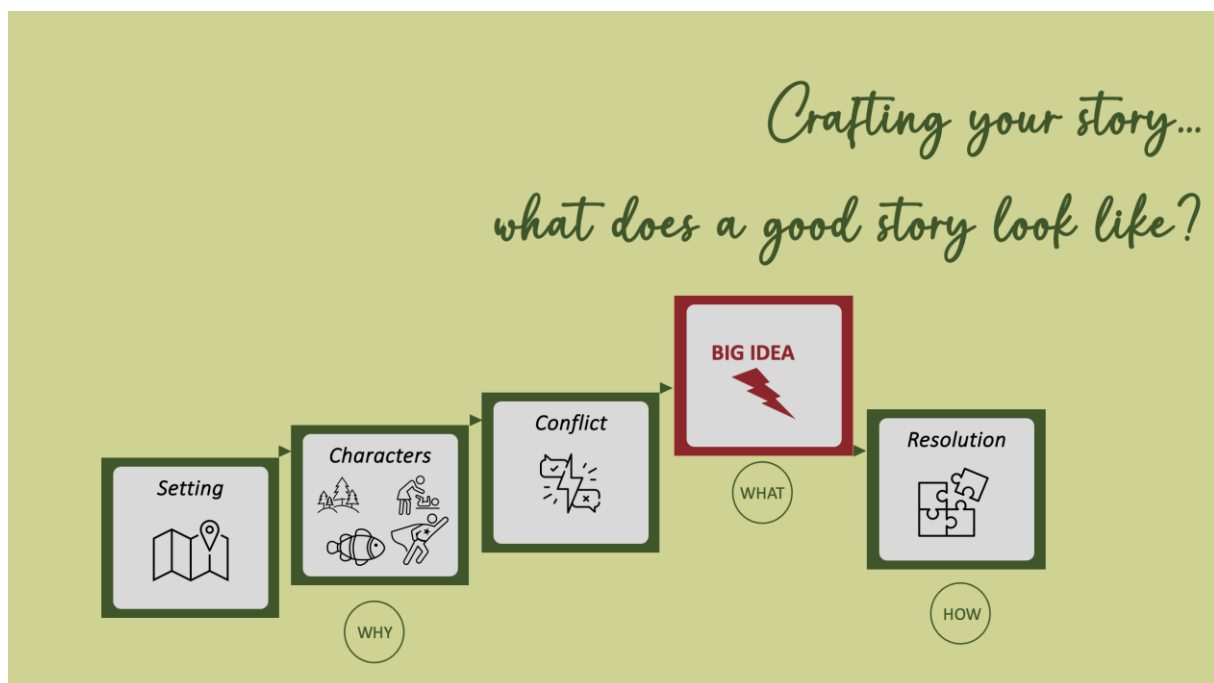 Crafting your story...
what does a good story look like?
Setting
Characters
Conflict
BIG IDEA
Resolution
WHY
WHAT
HOW